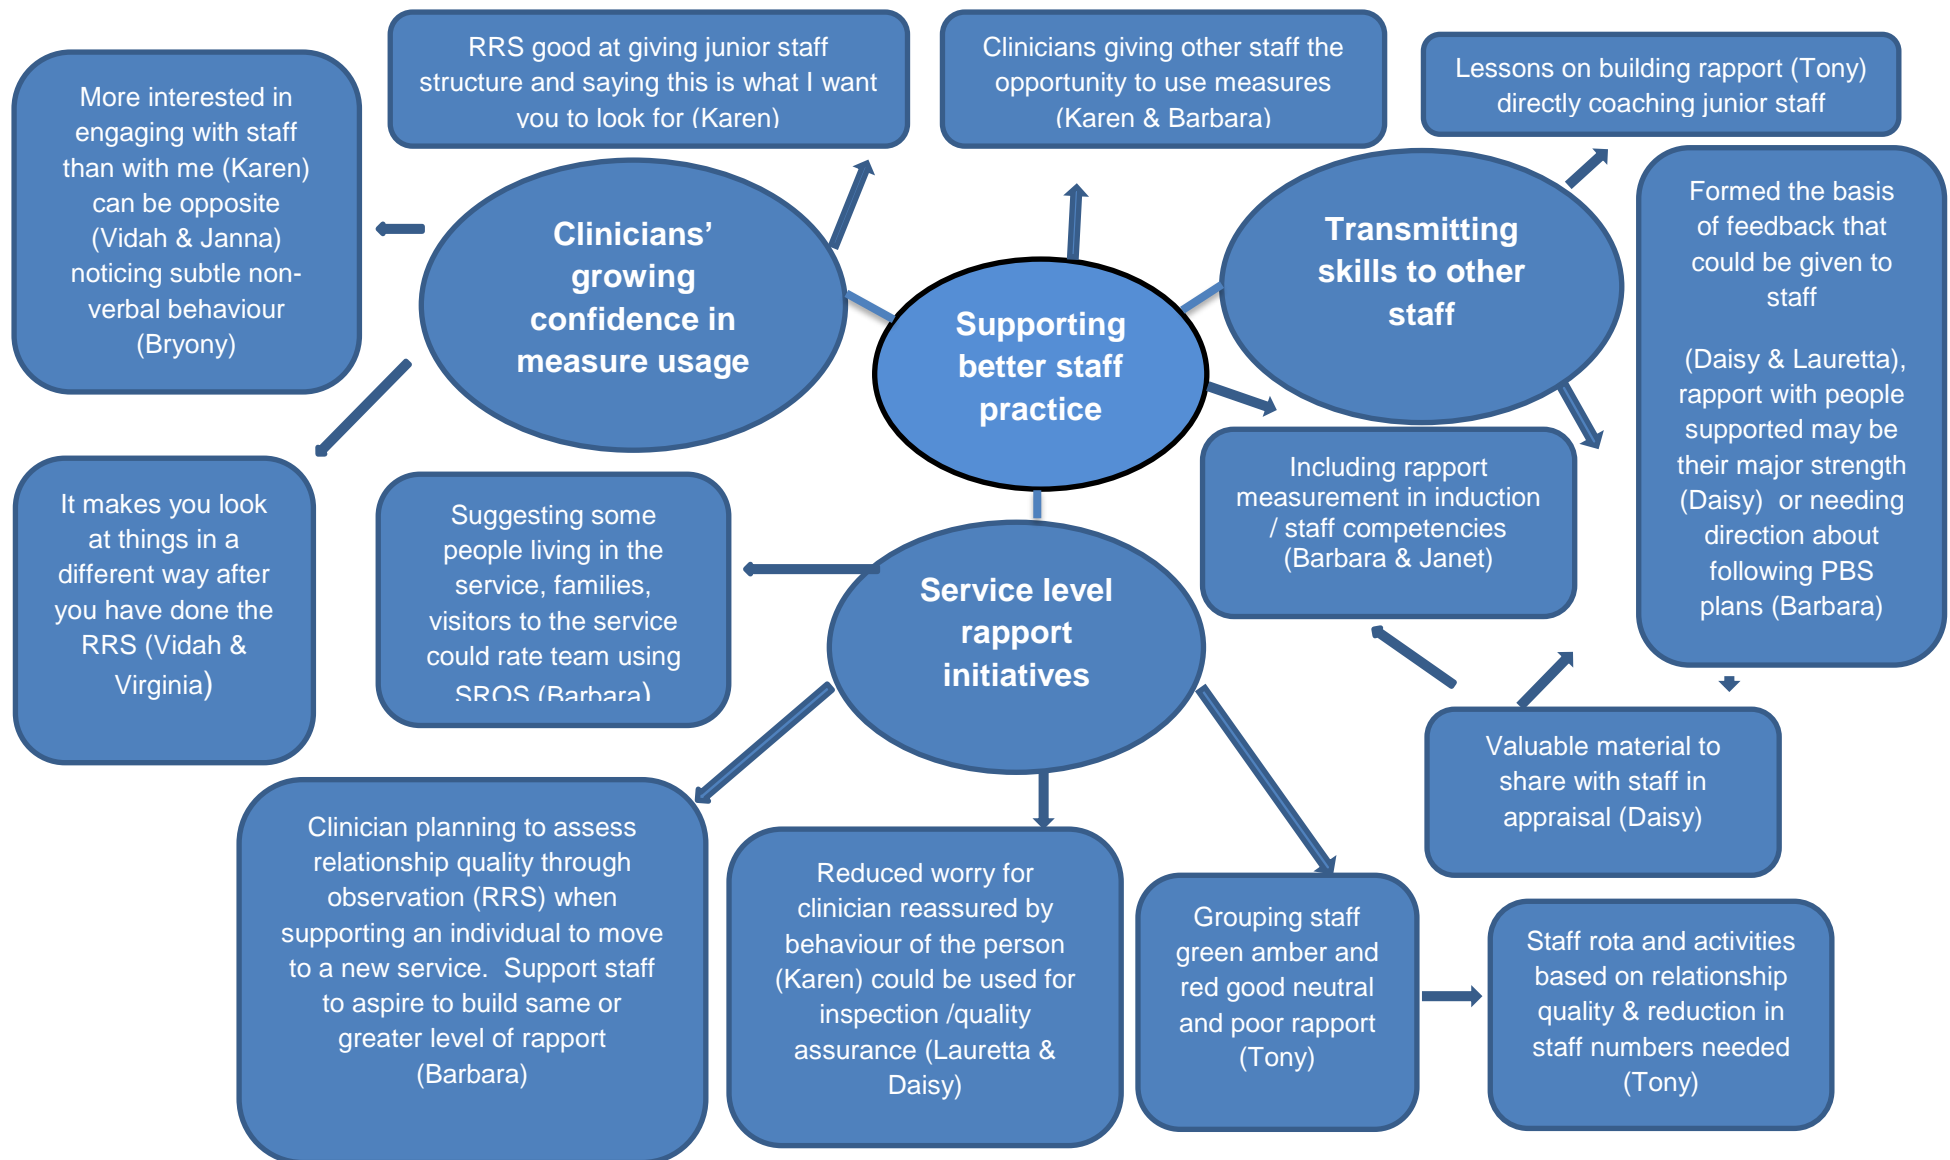 RRS good at giving junior staff
structure and saying this is what I want
you to look for (Karen)
Clinicians giving other staff the
opportunity to use measures
(Karen & Barbara)
Lessons on building rapport (Tony)
directly coaching junior staff
More interested in
engaging with staff
than with me (Karen)
can be opposite
(Vidah & Janna)
noticing subtle non-
verbal behaviour
(Bryony)
Clinicians’
growing
confidence in
measure usage
Transmitting
skills to other
staff
Formed the basis
of feedback that
could be given to
staff
(Daisy & Lauretta),
rapport with people
supported may be
their major strength
(Daisy) or needing
direction about
following PBS
plans (Barbara)
Supporting
better staff
practice
Including rapport
measurement in induction
/ staff competencies
(Barbara & Janet)
It makes you look
at things in a
different way after
you have done the
RRS (Vidah &
Virginia)
Suggesting some
people living in the
service, families,
visitors to the service
could rate team using
SRQS (Barbara)
Service level
rapport
initiatives
Valuable material to
share with staff in
appraisal (Daisy)
Clinician planning to assess
relationship quality through
observation (RRS) when
supporting an individual to move
to a new service. Support staff
to aspire to build same or
greater level of rapport
(Barbara)
Reduced worry for
clinician reassured by
behaviour of the person
(Karen) could be used for
inspection /quality
assurance (Lauretta &
Daisy)
Grouping staff
green amber and
red good neutral
and poor rapport
(Tony)
Staff rota and activities
based on relationship
quality & reduction in
staff numbers needed
(Tony)